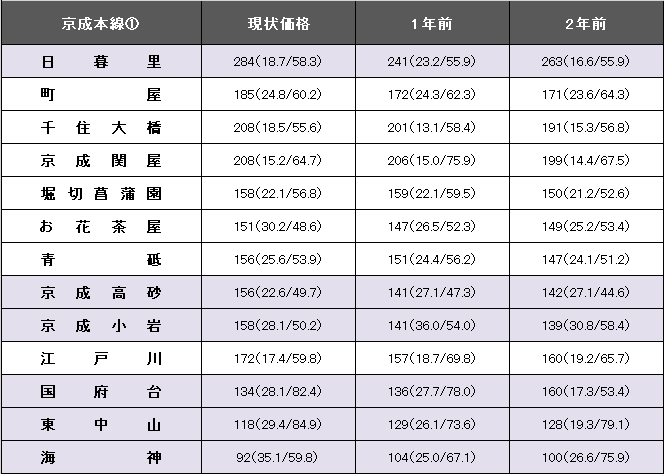 京成本線① 現状価格 1年前 2年前
日暮里 284(18.7/58.3) 241(23.2/55.9) 263(16.6/55.9)
町屋 185(24.8/60.2) 172(24.3/62.3) 171(23.6/64.3)
千住大橋 208(18.5/55.6) 201(13.1/58.4) 191(15.3/56.8)
京成関屋 208(15.2/64.7) 206(15.0/75.9) 199(14.4/67.5)
堀切菖蒲園 158(22.1/56.8) 159(22.1/59.5) 150(21.2/52.6)
お花茶屋 151(30.2/48.6) 147(26.5/52.3) 149(25.2/53.4)
青砥 156(25.6/53.9) 151(24.4/56.2) 147(24.1/51.2)
京成高砂 156(22.6/49.7) 141(27.1/47.3) 142(27.1/44.6)
京成小岩 158(28.1/50.2) 141(36.0/54.0) 139(30.8/58.4)
江戸川 172(17.4/59.8) 157(18.7/69.8) 160(19.2/65.7)
国府台 134(28.1/82.4) 136(27.7/78.0) 160(17.3/53.4)
東中山 118(29.4/84.9) 129(26.1/73.6) 128(19.3/79.1)
海神 92(35.1/59.8) 104(25.0/67.1) 100(26.6/75.9)